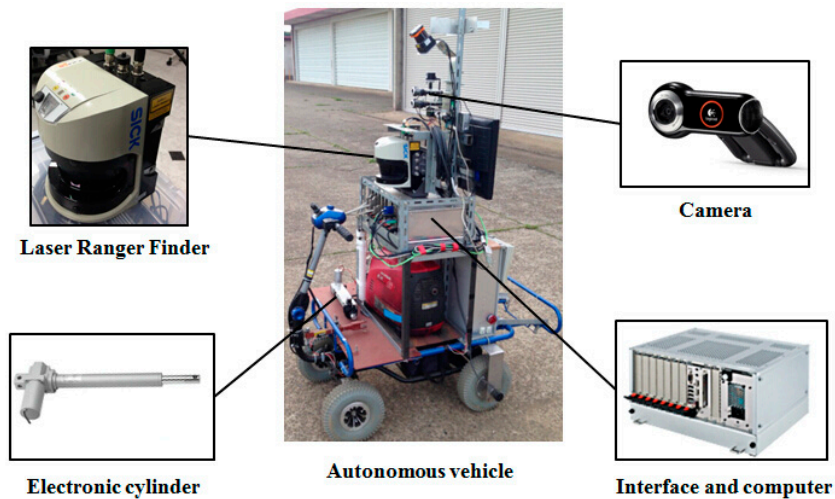 SICK
Laser Ranger Finder
Camera
Electronic cylinder
Autonomous vehicle
Interface and computer